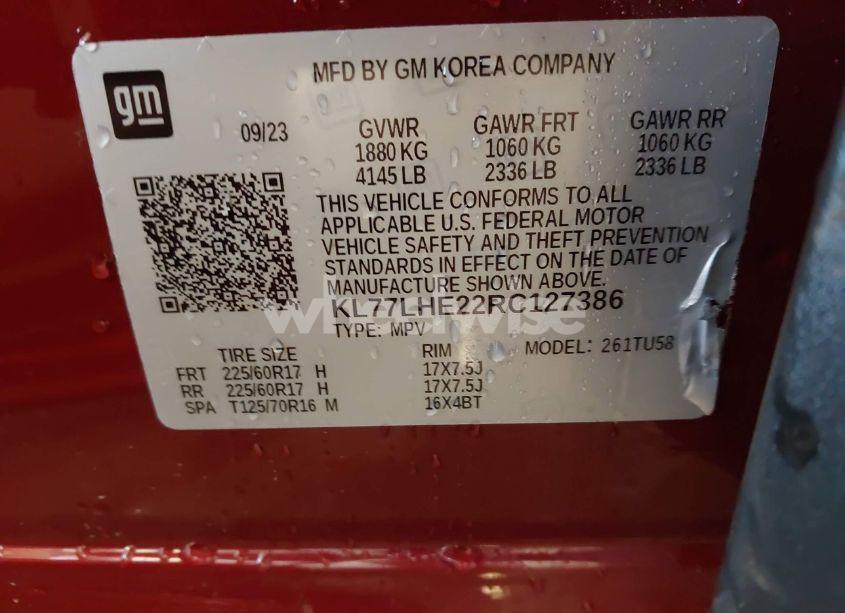 MFD BY GM KOREA COMPANY
gm
09/23 GVWR GAWR FRT GAWR RR
1880 KG 1060 KG 1060 KG
4145 LB 2336 LB 2336 LB
THIS VEHICLE CONFORMS TO ALL
APPLICABLE U.S. FEDERAL MOTOR
VEHICLE SAFETY AND THEFT PREVENTION
STANDARDS IN EFFECT ON THE DATE OF
MANUFACTURE SHOWN ABOVE.
KL77LHE22RC127386
TYPE: MPV MODEL: 261TU58
TIRE SIZE RIM
FRT 225/60R17 H 17X7.5J
RR 225/60R17 H 17X7.5J
SPA T125/70R16 M 16X4BT